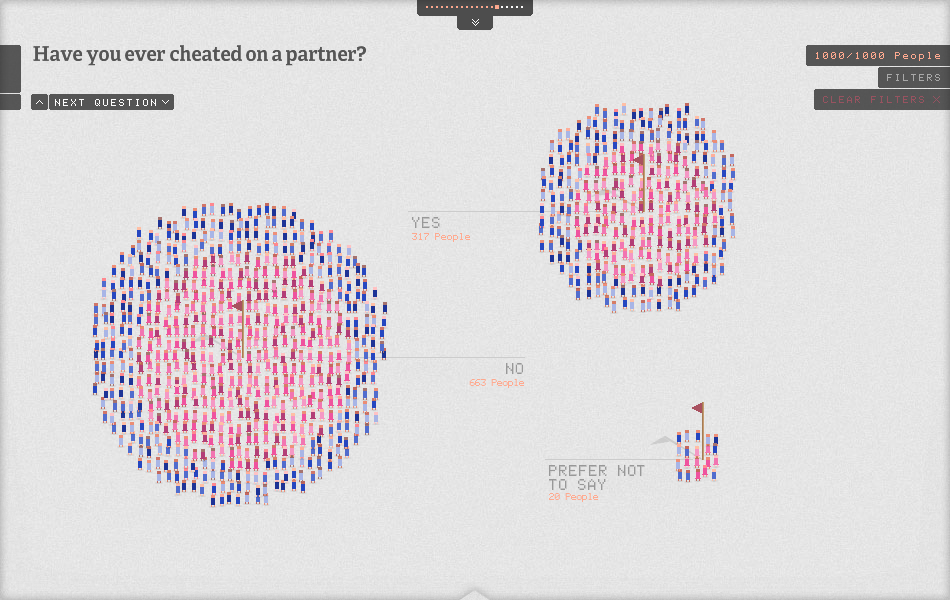 Have you ever cheated on a partner?
1000/1000 People
FILTERS
CLEAR FILTERS X
NEXT QUESTION
YES
317 People
NO
663 People
PREFER NOT
TO SAY
20 People